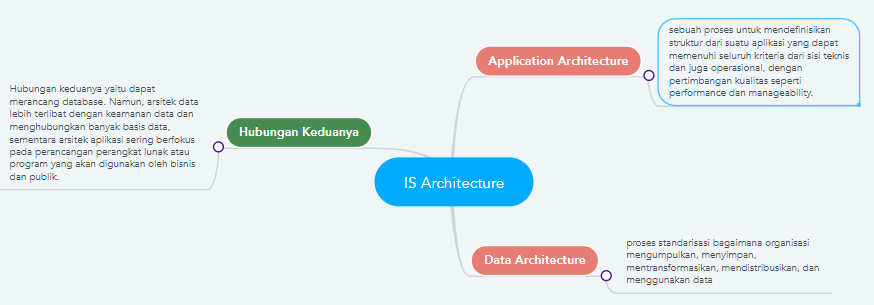 sebuah proses untuk mendefinisikan
struktur dari suatu aplikasi yang dapat
memenuhi seluruh kriteria dari sisi teknis
dan juga operasional, dengan
pertimbangan kualitas seperti
performance dan manageability.
Application Architecture
Hubungan keduanya yaitu dapat
merancang database. Namun, arsitek data
lebih terlibat dengan keamanan data dan
menghubungkan banyak basis data,
sementara arsitek aplikasi sering berfokus
pada perancangan perangkat lunak atau
program yang akan digunakan oleh bisnis
dan publik.
Hubungan Keduanya
IS Architecture
Data Architecture
proses standarisasi bagaimana organisasi
mengumpulkan, menyimpan,
mentransformasikan, mendistribusikan, dan
menggunakan data